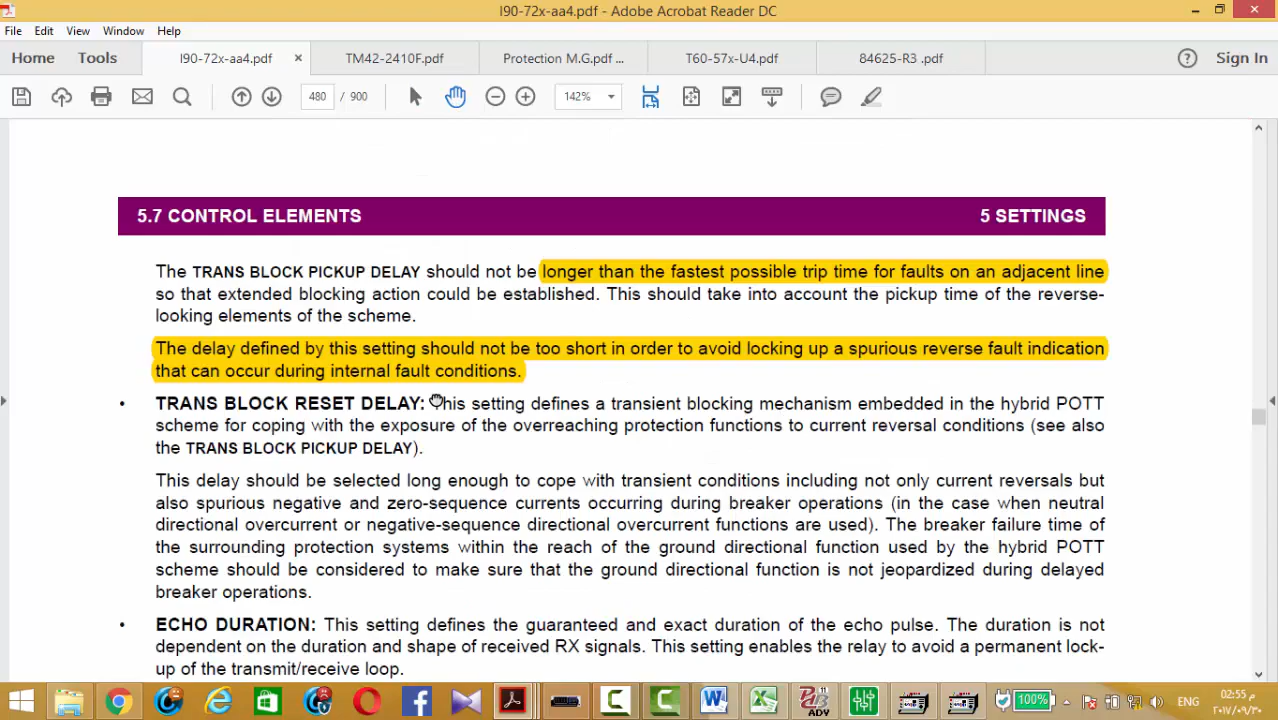 I90-72x-aa4.pdf - Adobe Acrobat Reader DC
File Edit View Window Help
Home Tools I90-72x-aa4.pdf × TM42-2410F.pdf Protection M.G.pdf ... T60-57x-U4.pdf 84625-R3 .pdf Sign In
480 / 900 142%
5.7 CONTROL ELEMENTS 5 SETTINGS
The TRANS BLOCK PICKUP DELAY should not be longer than the fastest possible trip time for faults on an adjacent line
so that extended blocking action could be established. This should take into account the pickup time of the reverse-
looking elements of the scheme.
The delay defined by this setting should not be too short in order to avoid locking up a spurious reverse fault indication
that can occur during internal fault conditions.
• TRANS BLOCK RESET DELAY: This setting defines a transient blocking mechanism embedded in the hybrid POTT
scheme for coping with the exposure of the overreaching protection functions to current reversal conditions (see also
the TRANS BLOCK PICKUP DELAY).
This delay should be selected long enough to cope with transient conditions including not only current reversals but
also spurious negative and zero-sequence currents occurring during breaker operations (in the case when neutral
directional overcurrent or negative-sequence directional overcurrent functions are used). The breaker failure time of
the surrounding protection systems within the reach of the ground directional function used by the hybrid POTT
scheme should be considered to make sure that the ground directional function is not jeopardized during delayed
breaker operations.
• ECHO DURATION: This setting defines the guaranteed and exact duration of the echo pulse. The duration is not
dependent on the duration and shape of received RX signals. This setting enables the relay to avoid a permanent lock-
up of the transmit/receive loop.
100% ENG م 02:55
٢٠١٧/٠٩/٣٠